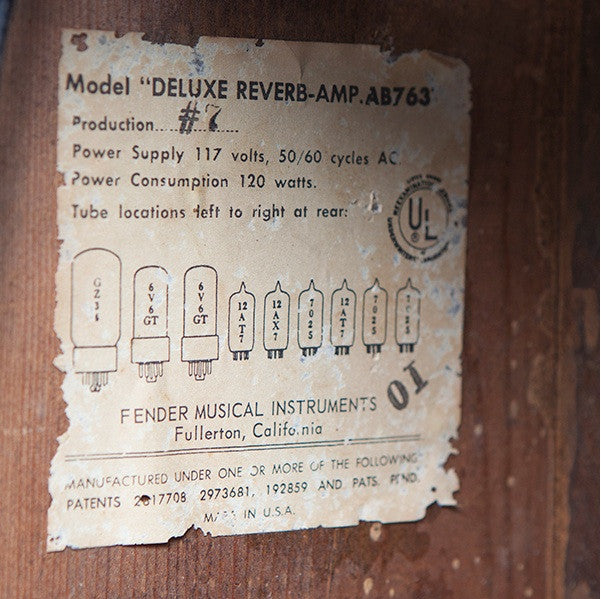 Model "DELUXE REVERB-AMP. AB763
Production... #7 ....
Power Supply 117 volts, 50/60 cycles AC.
Power Consumption 120 watts.
Tube locations left to right at rear:
UL
®
GZ34 6V6GT 6V6GT 12AT7 12AX7 7025 12AT7 7025 7025
OI
FENDER MUSICAL INSTRUMENTS
Fullerton, California
MANUFACTURED UNDER ONE OR MORE OF THE FOLLOWING
PATENTS 2817708 2973681, 192859 AND PATS. PEND.
MADE IN U.S.A.